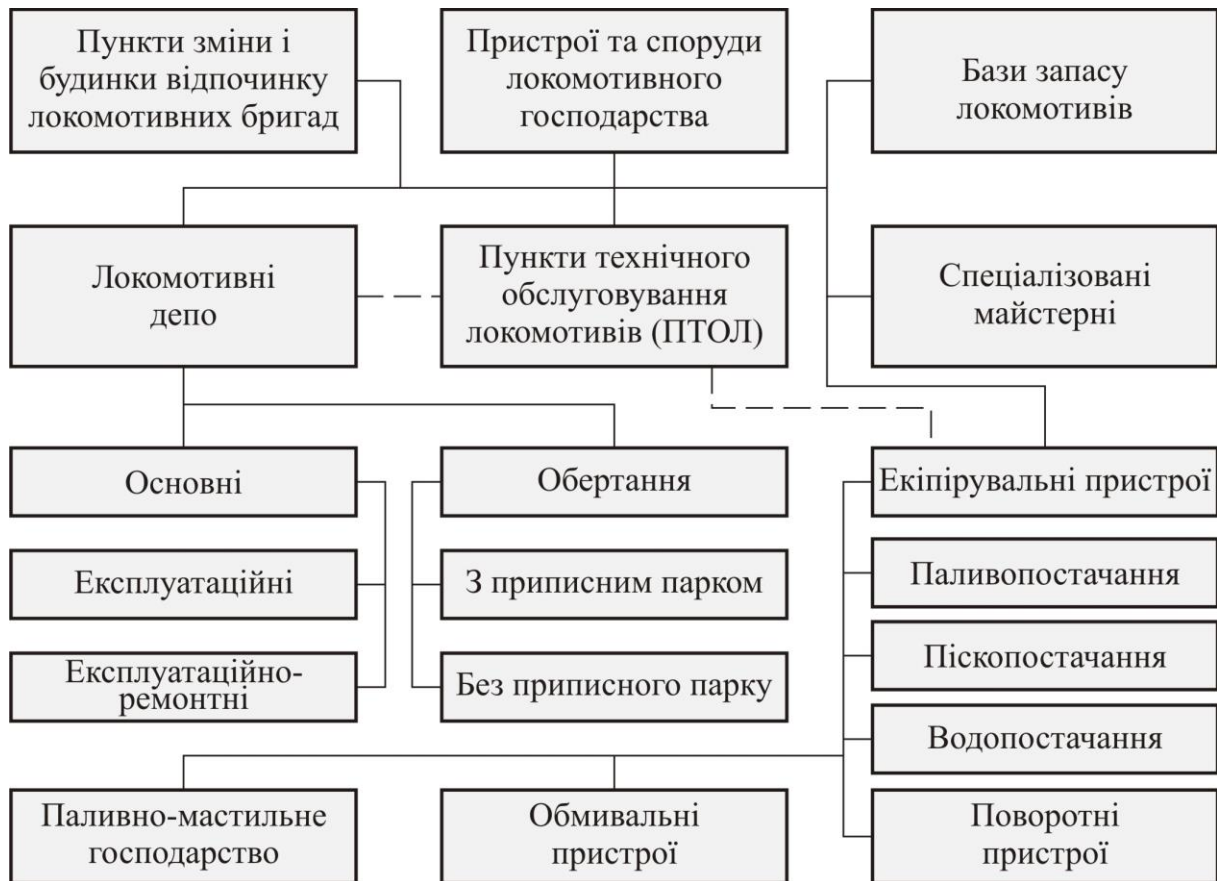 Пункти зміни і
будинки відпочинку
локомотивних бригад
Пристрої та споруди
локомотивного
господарства
Бази запасу
локомотивів
Локомотивні
депо
Пункти технічного
обслуговування
локомотивів (ПТОЛ)
Спеціалізовані
майстерні
Основні
Обертання
Екіпірувальні пристрої
Експлуатаційні
З приписним парком
Паливопостачання
Експлуатаційно-
ремонтні
Без приписного парку
Піскопостачання
Водопостачання
Паливно-мастильне
господарство
Обмивальні
пристрої
Поворотні
пристрої